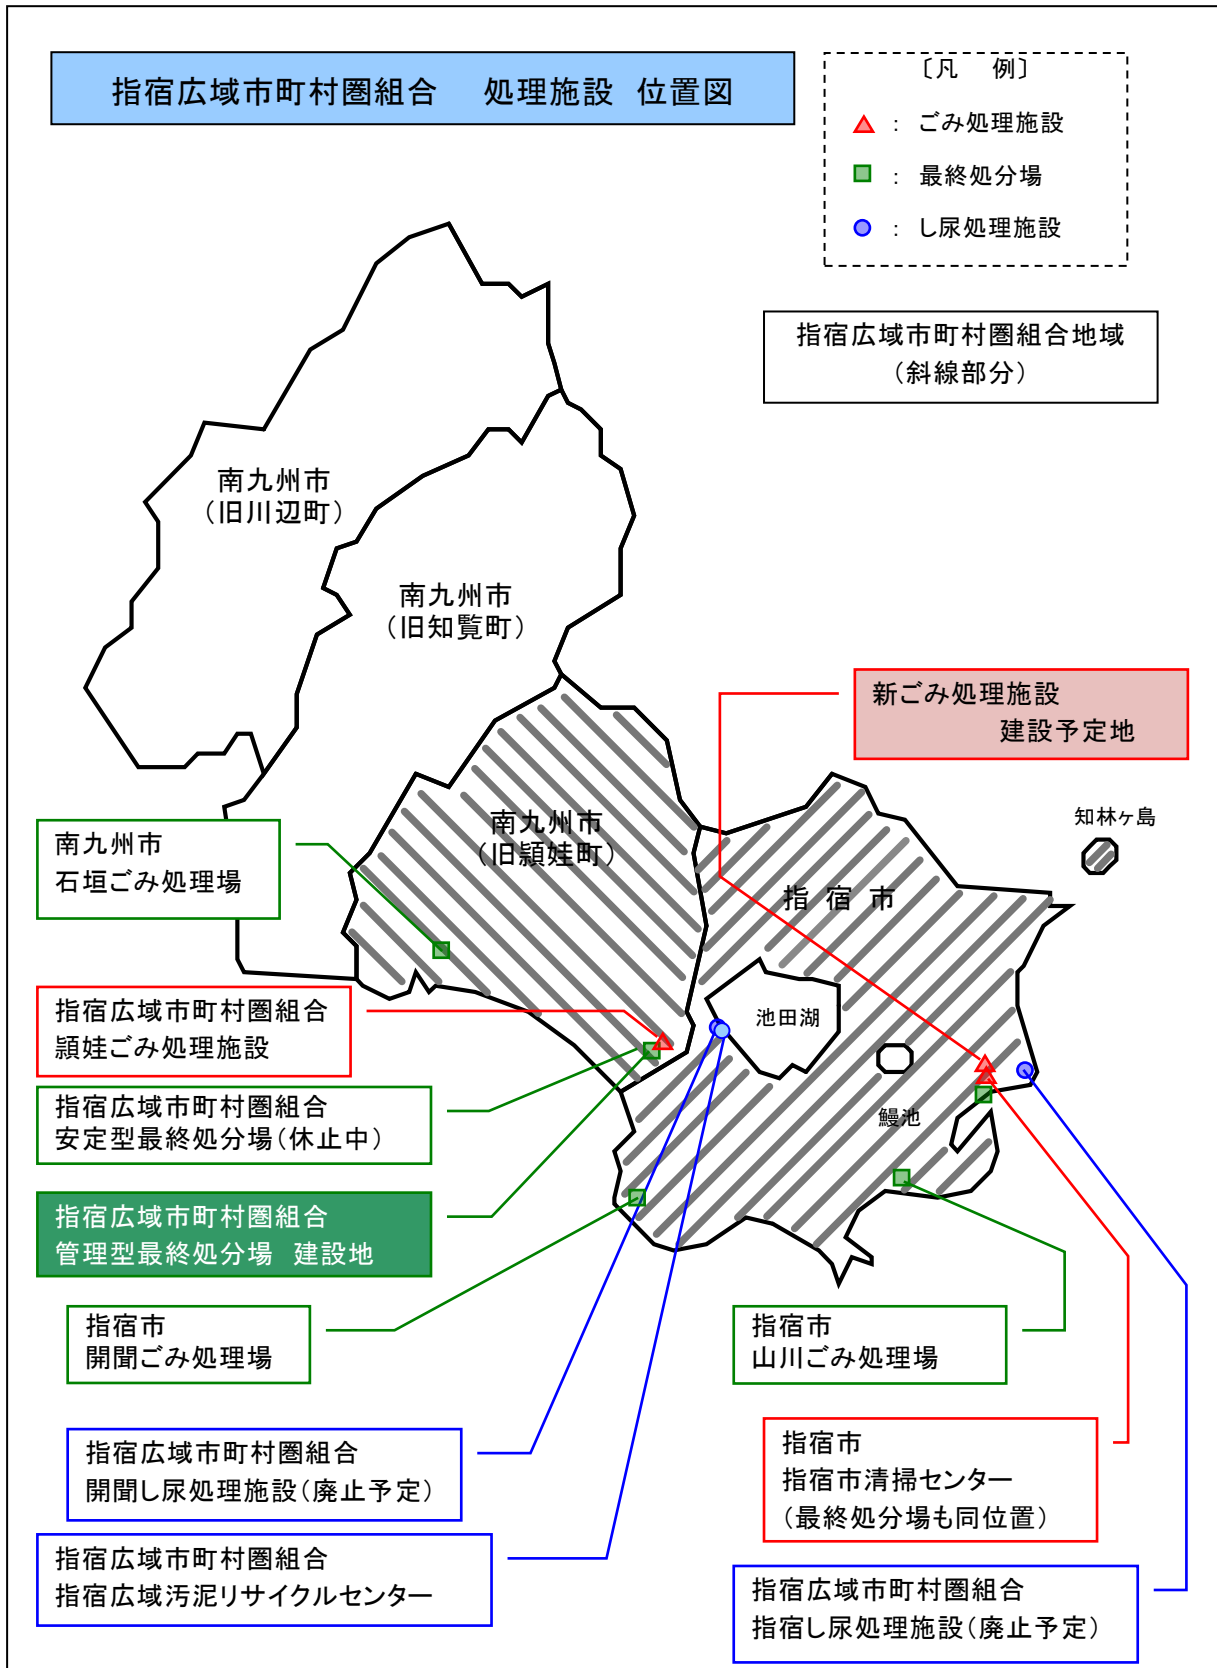 指宿広域市町村圏組合　処理施設 位置図
〔凡　例〕
： ごみ処理施設
： 最終処分場
： し尿処理施設
指宿広域市町村圏組合地域
（斜線部分）
南九州市
（旧川辺町）
南九州市
（旧知覧町）
新ごみ処理施設
建設予定地
知林ヶ島
南九州市
（旧頴娃町）
南九州市
石垣ごみ処理場
指 宿 市
池田湖
指宿広域市町村圏組合
頴娃ごみ処理施設
指宿広域市町村圏組合
安定型最終処分場（休止中）
鰻池
指宿広域市町村圏組合
管理型最終処分場　建設地
指宿市
開聞ごみ処理場
指宿市
山川ごみ処理場
指宿広域市町村圏組合
開聞し尿処理施設（廃止予定）
指宿市
指宿市清掃センター
（最終処分場も同位置）
指宿広域市町村圏組合
指宿広域汚泥リサイクルセンター
指宿広域市町村圏組合
指宿し尿処理施設（廃止予定）